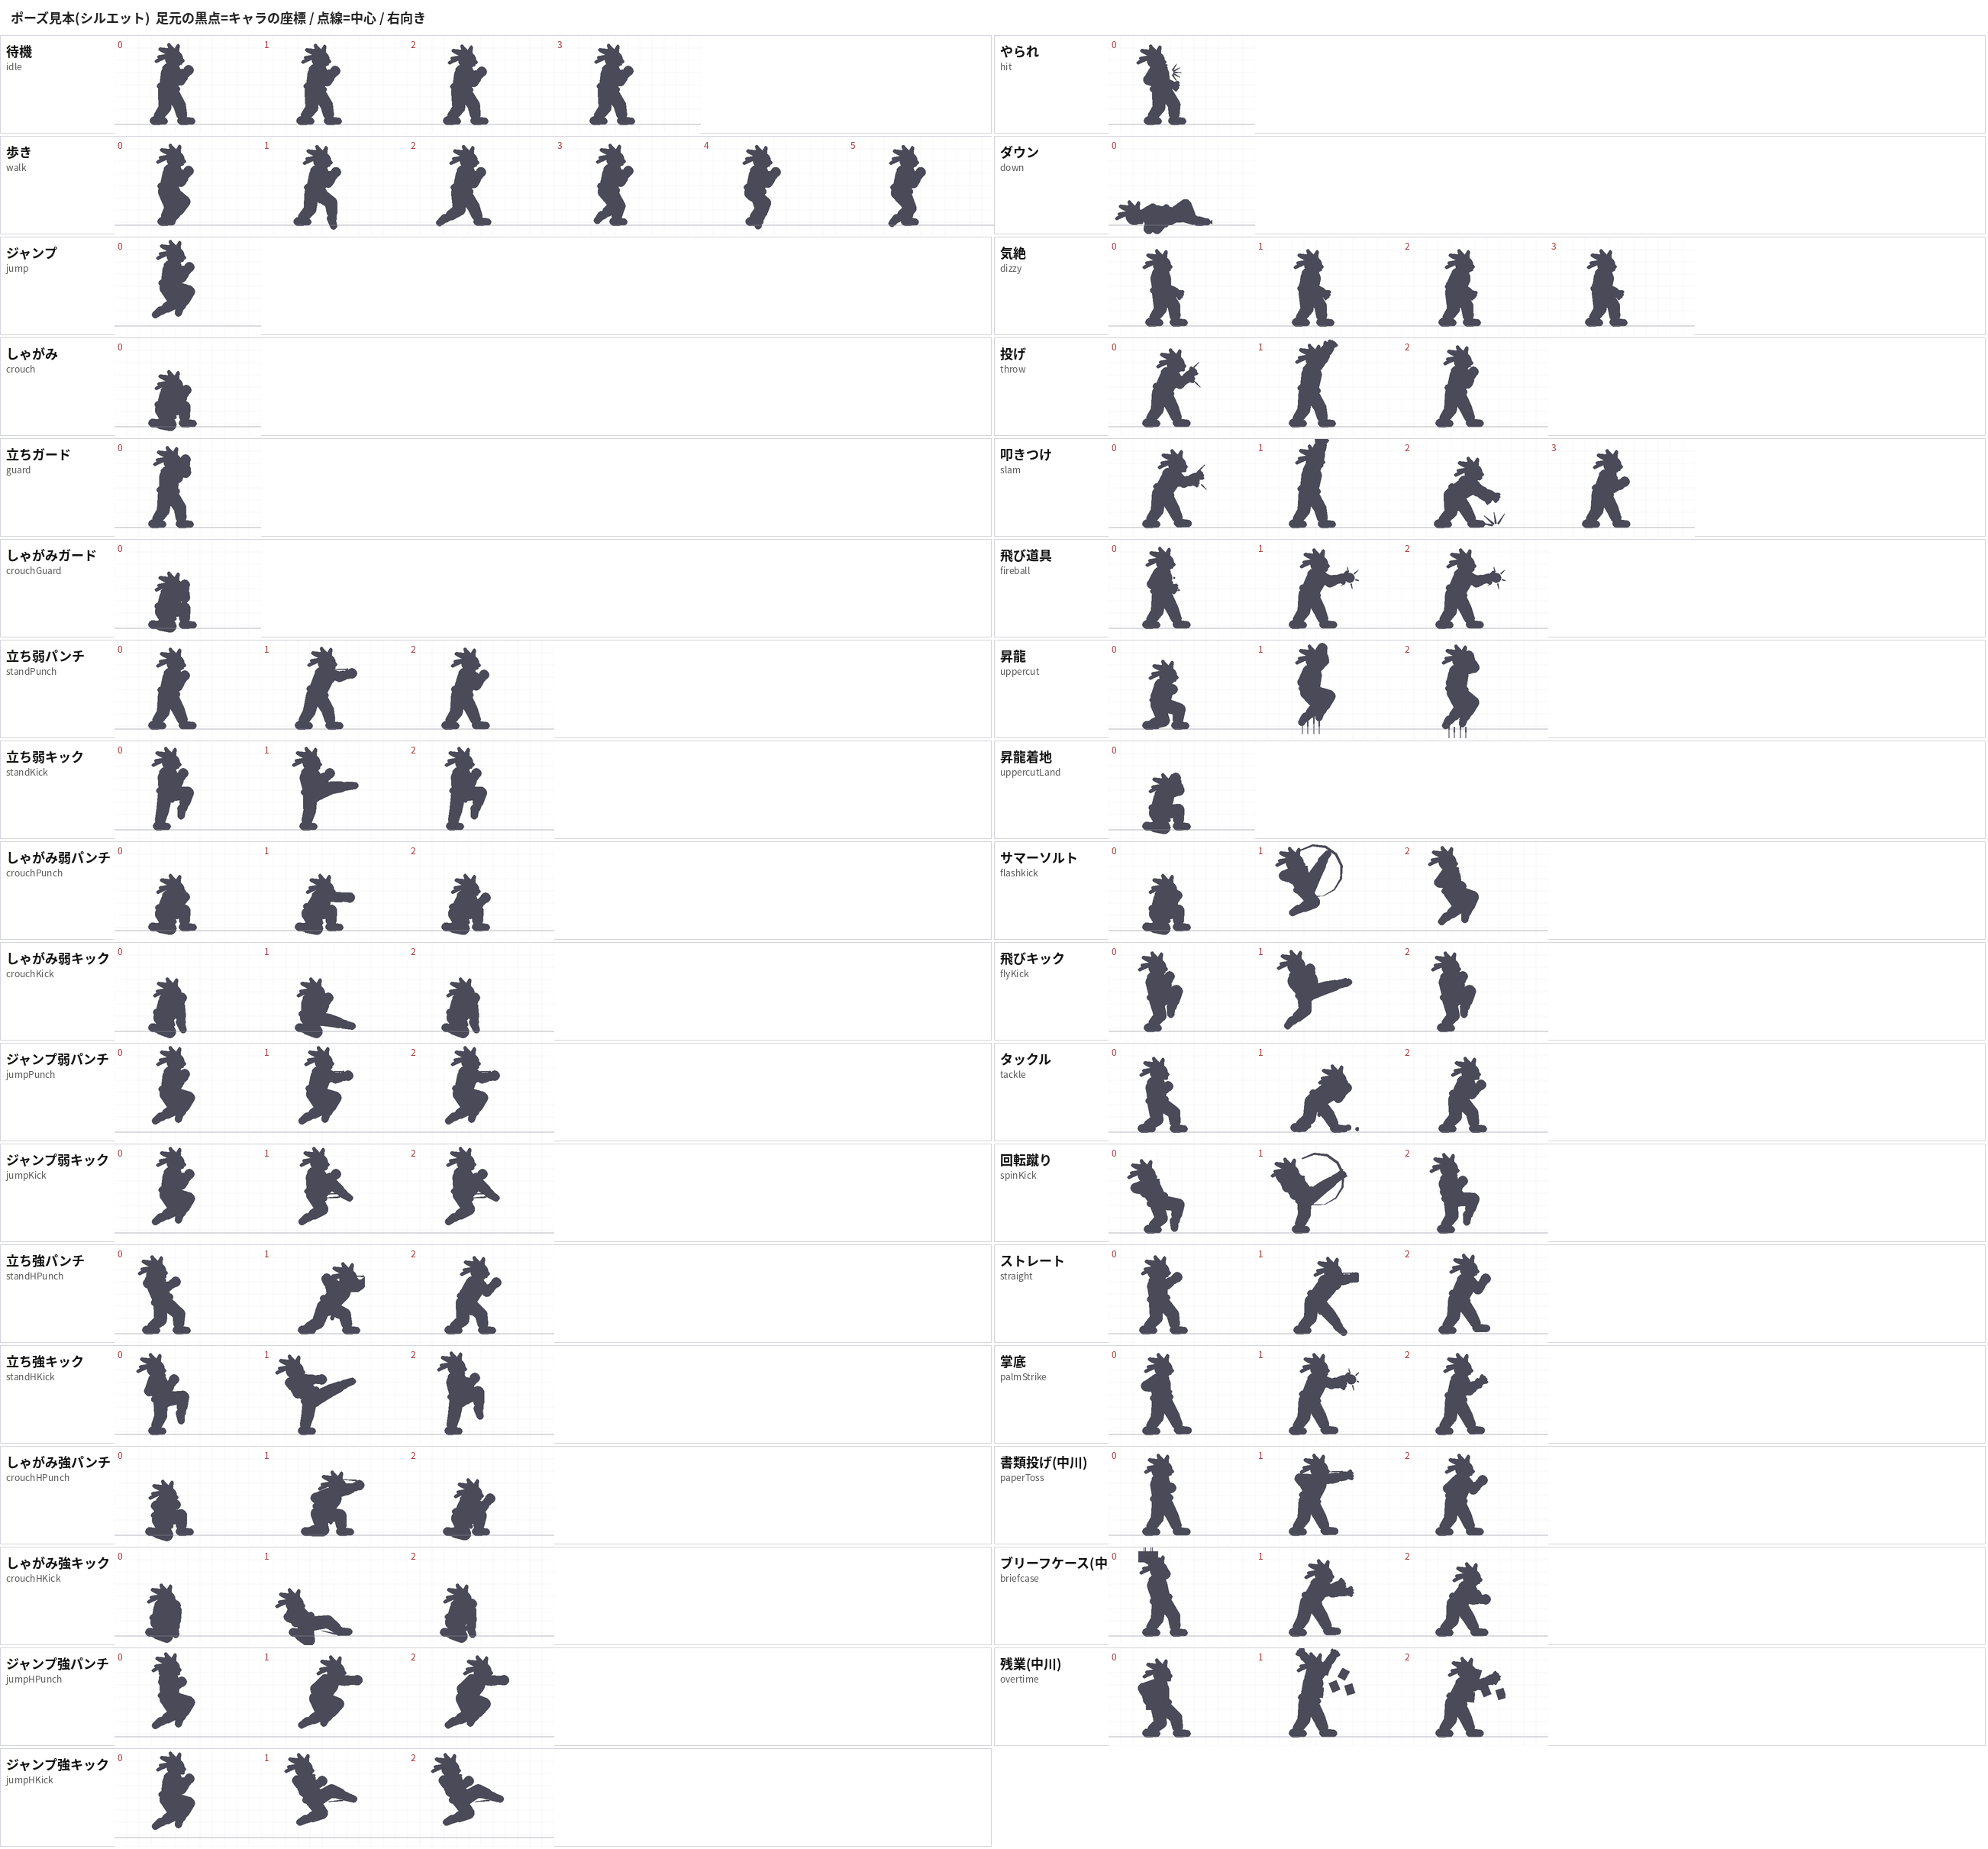 ポーズ見本(シルエット) 足元の黒点=キャラの座標 / 点線=中心 / 右向き
待機
idle
0 1 2 3
歩き
walk
0 1 2 3 4 5
ジャンプ
jump
0
しゃがみ
crouch
0
立ちガード
guard
0
しゃがみガード
crouchGuard
0
立ち弱パンチ
standPunch
0 1 2
立ち弱キック
standKick
0 1 2
しゃがみ弱パンチ
crouchPunch
0 1 2
しゃがみ弱キック
crouchKick
0 1 2
ジャンプ弱パンチ
jumpPunch
0 1 2
ジャンプ弱キック
jumpKick
0 1 2
立ち強パンチ
standHPunch
0 1 2
立ち強キック
standHKick
0 1 2
しゃがみ強パンチ
crouchHPunch
0 1 2
しゃがみ強キック
crouchHKick
0 1 2
ジャンプ強パンチ
jumpHPunch
0 1 2
ジャンプ強キック
jumpHKick
0 1 2
やられ
hit
0
ダウン
down
0
気絶
dizzy
0 1 2 3
投げ
throw
0 1 2
叩きつけ
slam
0 1 2 3
飛び道具
fireball
0 1 2
昇龍
uppercut
0 1 2
昇龍着地
uppercutLand
0
サマーソルト
flashkick
0 1 2
飛びキック
flyKick
0 1 2
タックル
tackle
0 1 2
回転蹴り
spinKick
0 1 2
ストレート
straight
0 1 2
掌底
palmStrike
0 1 2
書類投げ(中川)
paperToss
0 1 2
ブリーフケース(中
briefcase
0 1 2
残業(中川)
overtime
0 1 2